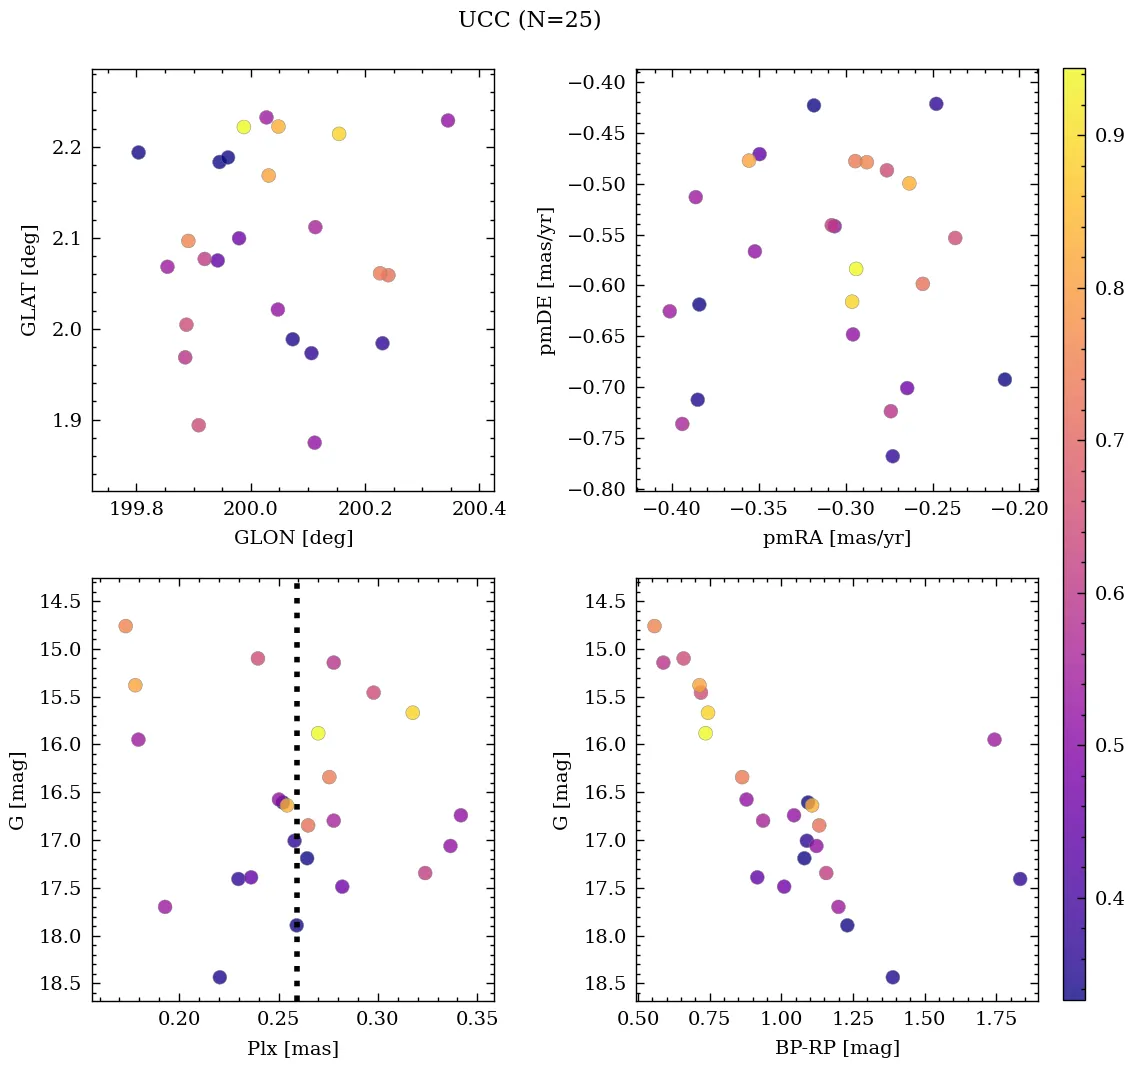 UCC (N=25)
2.2
2.1
2.0
1.9
GLAT [deg]
199.8 200.0 200.2 200.4
GLON [deg]
−0.40
−0.45
−0.50
−0.55
−0.60
−0.65
−0.70
−0.75
−0.80
pmDE [mas/yr]
−0.40 −0.35 −0.30 −0.25 −0.20
pmRA [mas/yr]
14.5
15.0
15.5
16.0
16.5
17.0
17.5
18.0
18.5
G [mag]
0.20 0.25 0.30 0.35
Plx [mas]
14.5
15.0
15.5
16.0
16.5
17.0
17.5
18.0
18.5
G [mag]
0.50 0.75 1.00 1.25 1.50 1.75
BP-RP [mag]
0.9
0.8
0.7
0.6
0.5
0.4